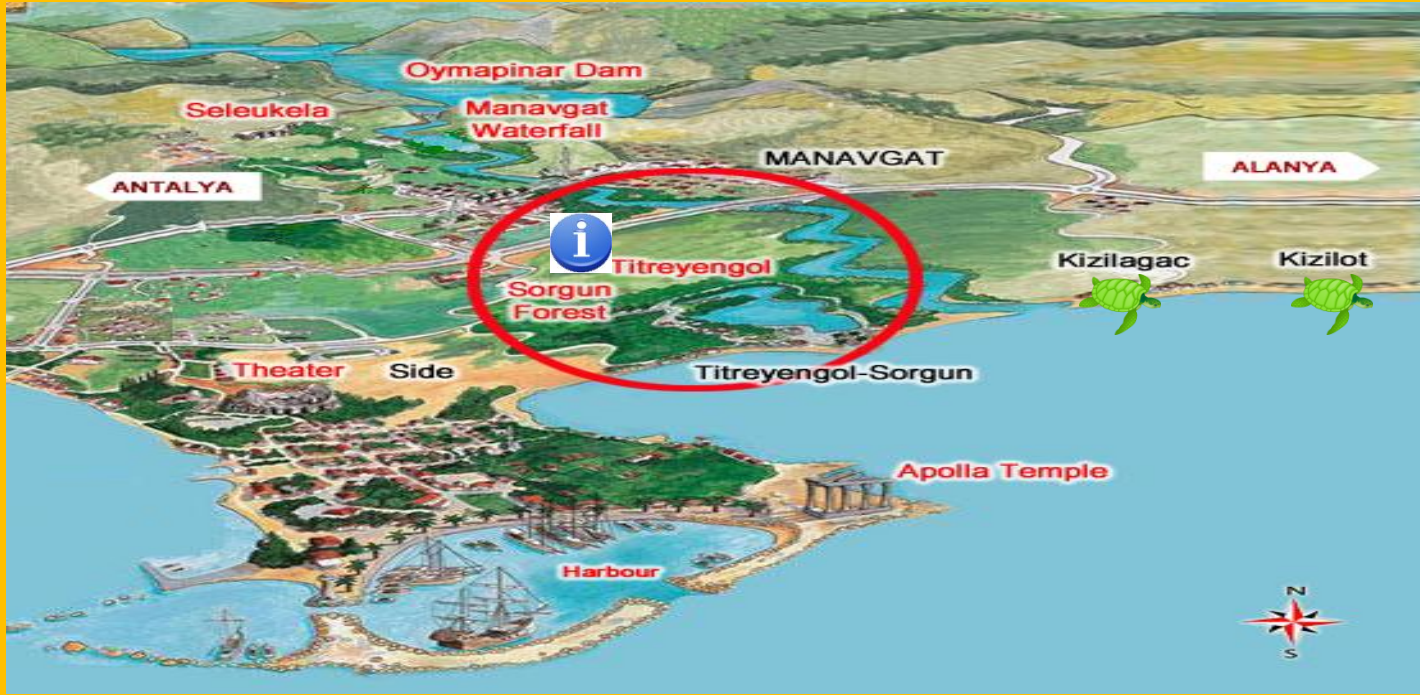 Oymapinar Dam
Seleukela
Manavgat
Waterfall
MANAVGAT
ANTALYA
ALANYA
i
Titreyengol
Kizilagac
Kizilot
Sorgun
Forest
Theater
Side
Titreyengol-Sorgun
Apolla Temple
Harbour
N
S